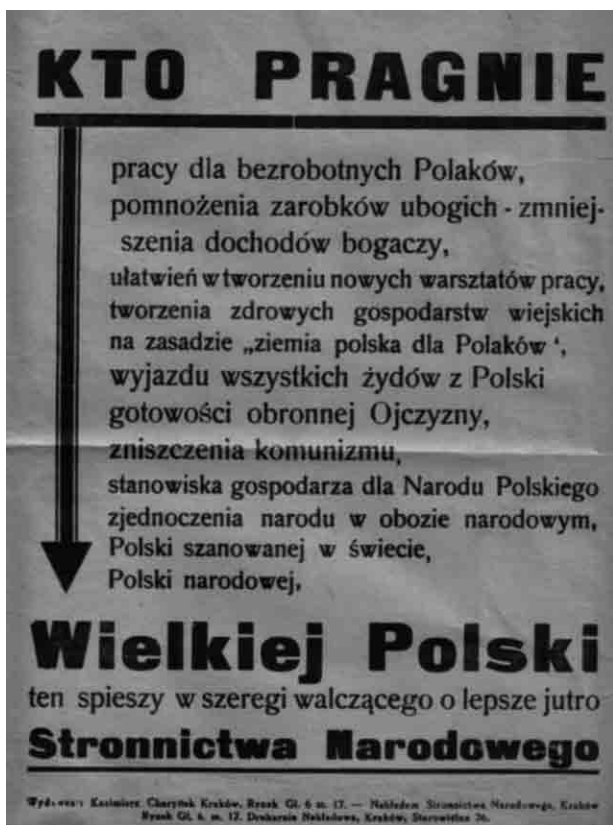 KTO PRAGNIE
pracy dla bezrobotnych Polaków,
pomnożenia zarobków ubogich - zmniej-
szenia dochodów bogaczy,
ułatwień w tworzeniu nowych warsztatów pracy,
tworzenia zdrowych gospodarstw wiejskich
na zasadzie „ziemia polska dla Polaków‘,
wyjazdu wszystkich żydów z Polski
gotowości obronnej Ojczyzny,
zniszczenia komunizmu,
stanowiska gospodarza dla Narodu Polskiego
zjednoczenia narodu w obozie narodowym,
Polski szanowanej w świecie,
Polski narodowej,
Wielkiej Polski
ten spieszy w szeregi walczącego o lepsze jutro
Stronnictwa Narodowego
Kazimierz Kraków, Rynek Gł. 6 m. 17. — Nakładem Stronnictwa Narodowego, Kraków
Rynek Gł. 6. m. 17. Drukarnia Nakładowa, Kraków, Starowiślna 26.